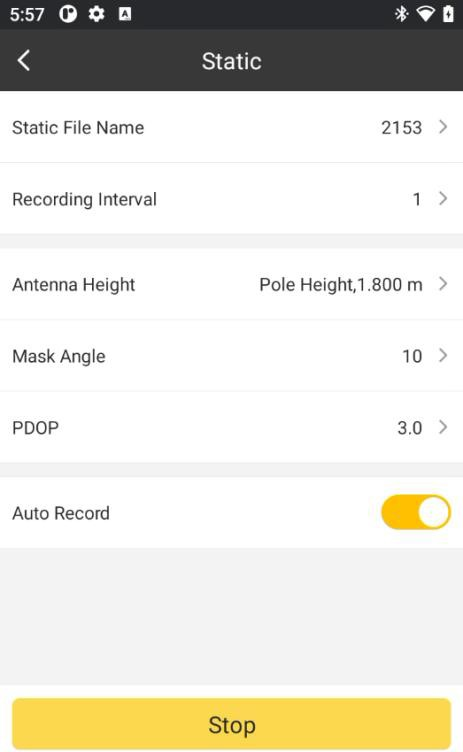 5:57
Static
Static File Name 2153
Recording Interval 1
Antenna Height Pole Height,1.800 m
Mask Angle 10
PDOP 3.0
Auto Record
Stop